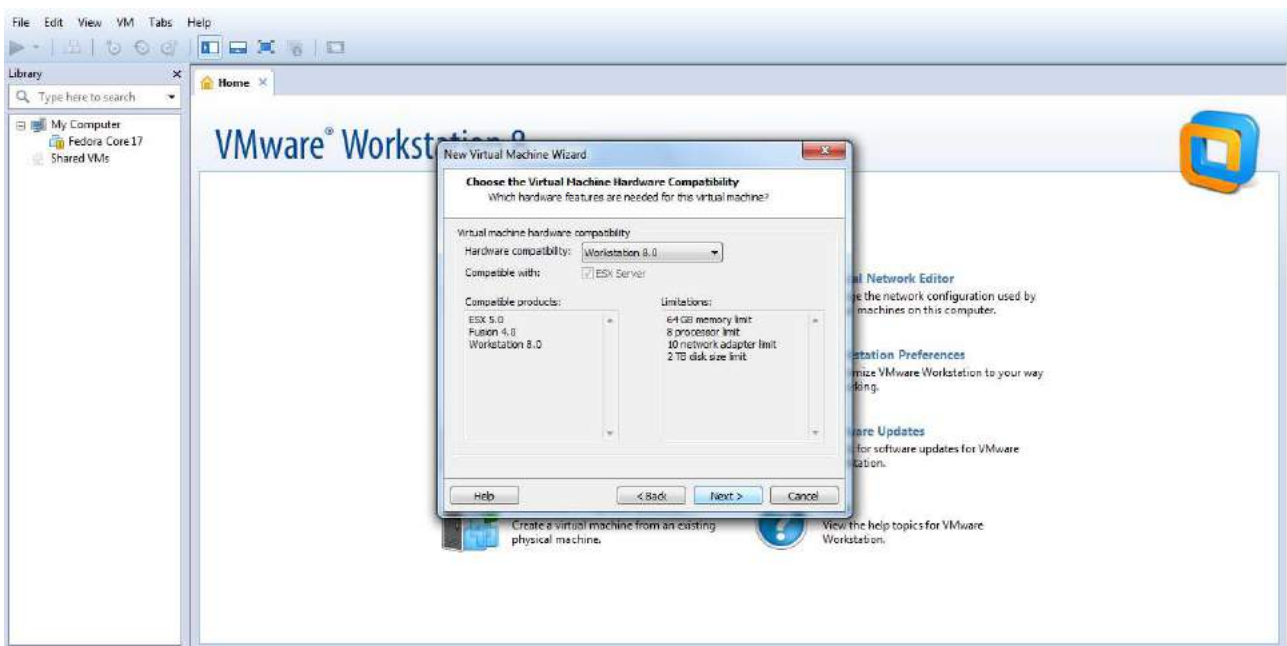 File Edit View VM Tabs Help
Library
Type here to search
My Computer
Fedora Core 17
Shared VMs
Home
VMware® Workstation 8
New Virtual Machine Wizard
Choose the Virtual Machine Hardware Compatibility
Which hardware features are needed for this virtual machine?
Virtual machine hardware compatibility
Hardware compatibility: Workstation 8.0
Compatible with: ESX Server
Compatible products: Limitations:
ESX 5.0 64 GB memory limit
Fusion 4.0 8 processor limit
Workstation 8.0 10 network adapter limit
2 TB disk size limit
Help < Back Next > Cancel
al Network Editor
e the network configuration used by
machines on this computer.
station Preferences
mize VMware Workstation to your way
king.
are Updates
for software updates for VMware
tation.
Create a virtual machine from an existing
physical machine.
View the help topics for VMware
Workstation.